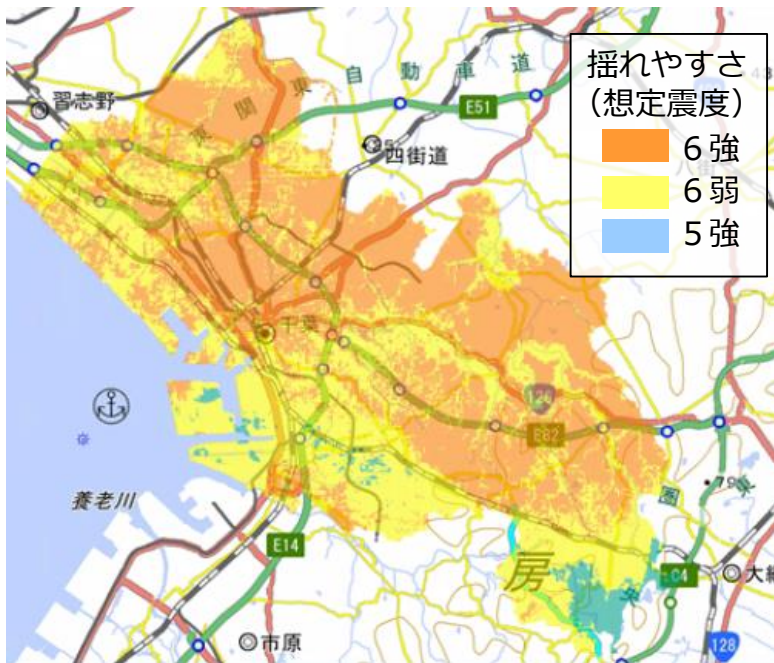 揺れやすさ
（想定震度）
6強
6弱
5強
習志野
東関東自動車道
E51
四街道
千葉
126
E82
養老川
E14
房
C4
大網
市原
128